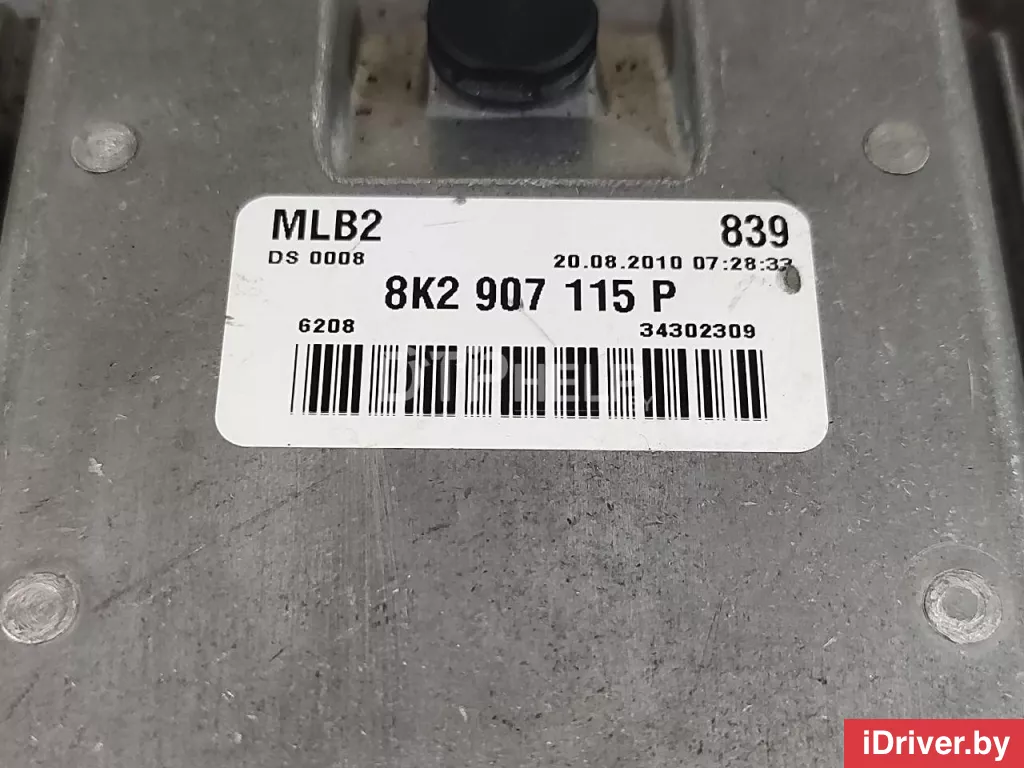 MLB2 839
DS 0008 20.08.2010 07:28:33
8K2 907 115 P
6208 34302309
iDriver.by